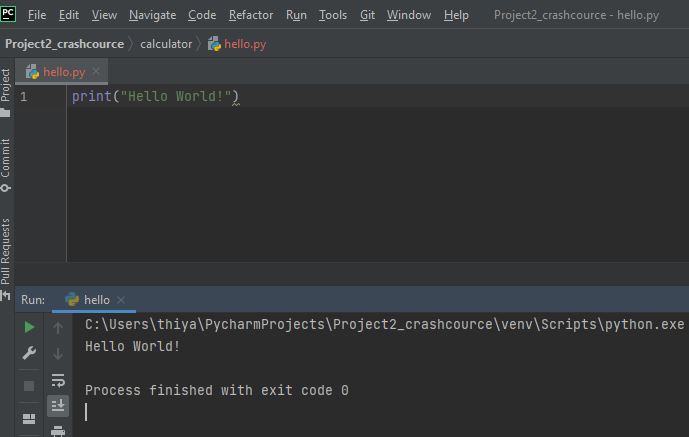 PC File Edit View Navigate Code Refactor Run Tools Git Window Help Project2_crashcource - hello.py
Project2_crashcource calculator hello.py
Project
hello.py
1 print("Hello World!")
Commit
Pull Requests
Run: hello
C:\Users\thiya\PycharmProjects\Project2_crashcource\venv\Scripts\python.exe
Hello World!
Process finished with exit code 0